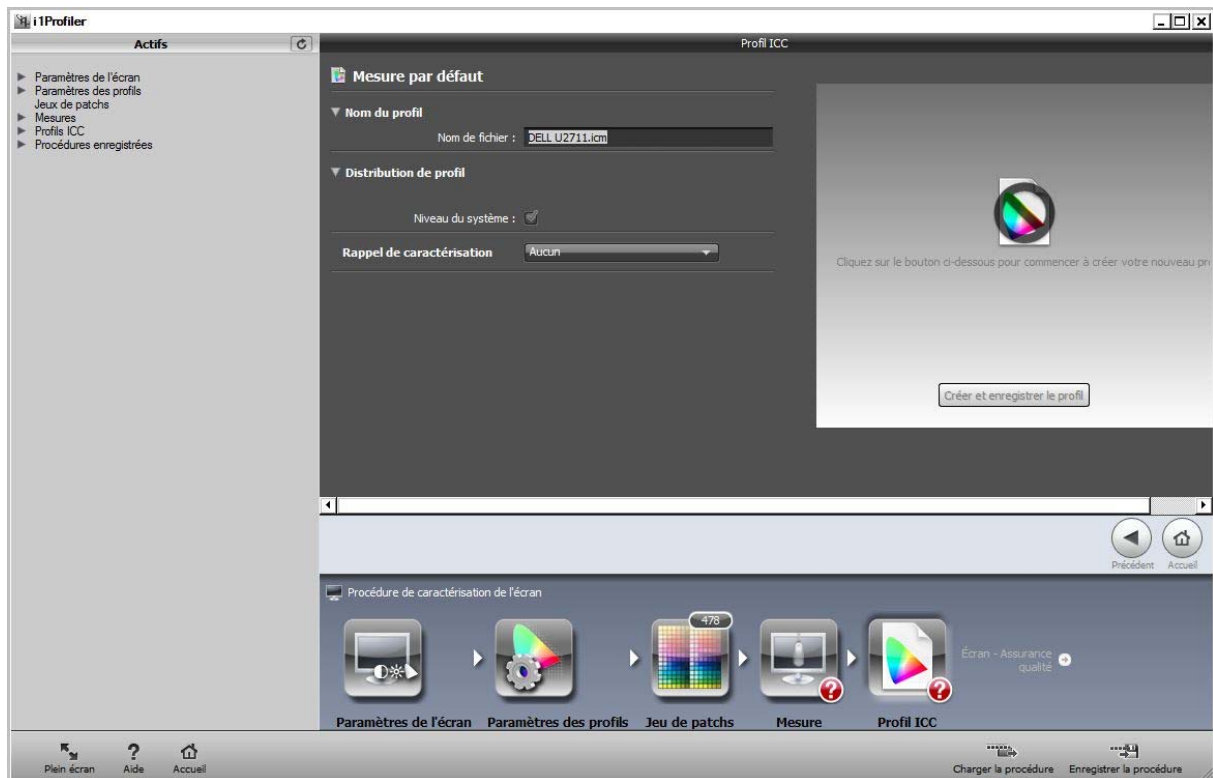 i1Profiler
Actifs
Profil ICC
Paramètres de l'écran
Paramètres des profils
Jeux de patchs
Mesures
Profils ICC
Procédures enregistrées
Mesure par défaut
Nom du profil
Nom de fichier : DELL U2711.icm
Distribution de profil
Niveau du système :
Rappel de caractérisation Aucun
Cliquez sur le bouton ci-dessous pour commencer à créer votre nouveau pr
Créer et enregistrer le profil
Précédent Accueil
Procédure de caractérisation de l'écran
478
Écran - Assurance
qualité
Paramètres de l'écran Paramètres des profils Jeu de patchs Mesure Profil ICC
Plein écran Aide Accueil Charger la procédure Enregistrer la procédure